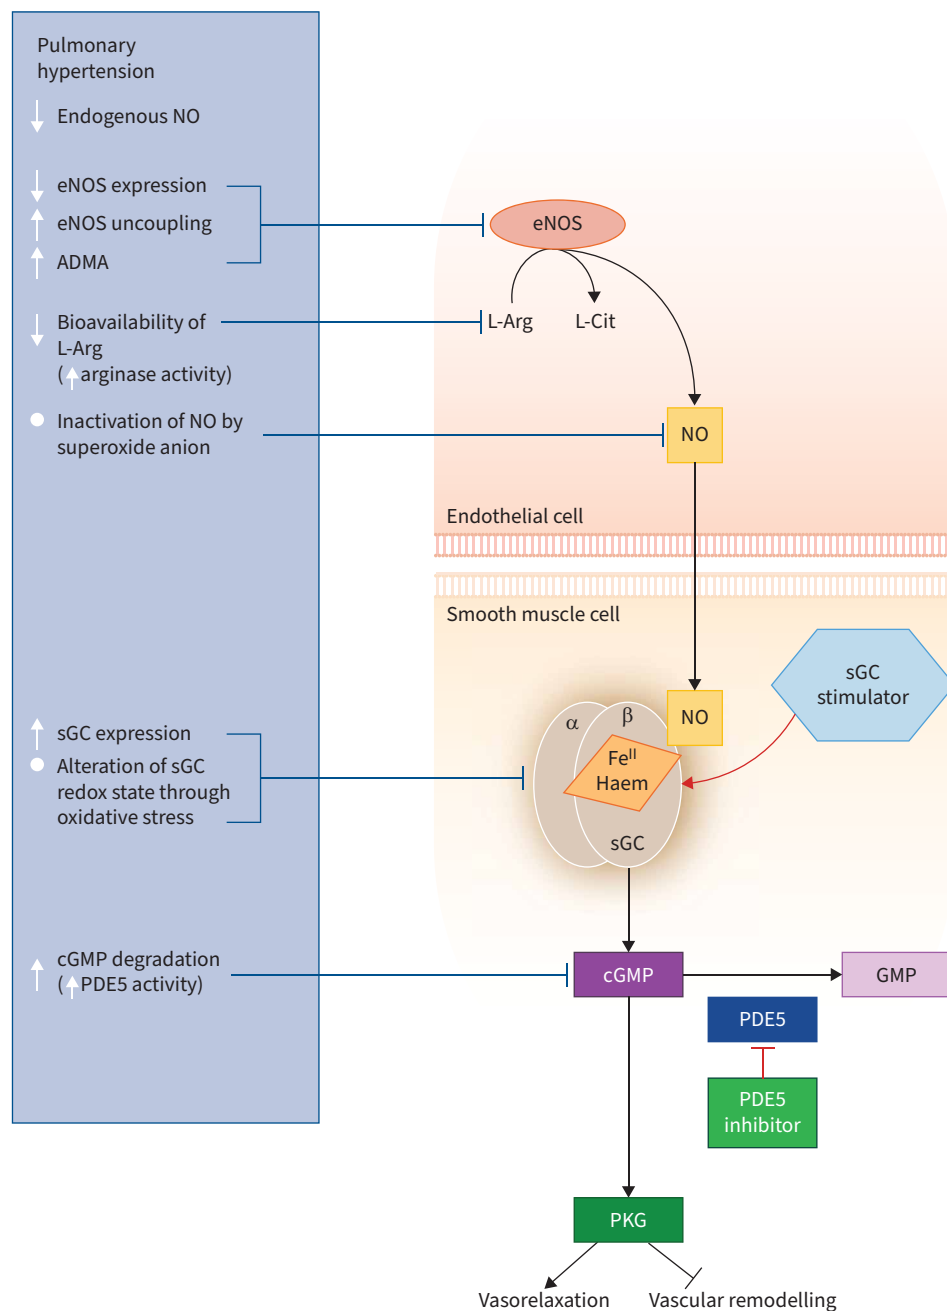 Pulmonary
hypertension
Endogenous NO
eNOS expression
eNOS uncoupling
ADMA
Bioavailability of
L-Arg
(↑arginase activity)
Inactivation of NO by
superoxide anion
sGC expression
Alteration of sGC
redox state through
oxidative stress
cGMP degradation
(↑PDE5 activity)
eNOS
L-Arg
L-Cit
NO
Endothelial cell
Smooth muscle cell
sGC
stimulator
NO
α
β
Feᴵᴵ
Haem
sGC
cGMP
GMP
PDE5
PDE5
inhibitor
PKG
Vasorelaxation
Vascular remodelling